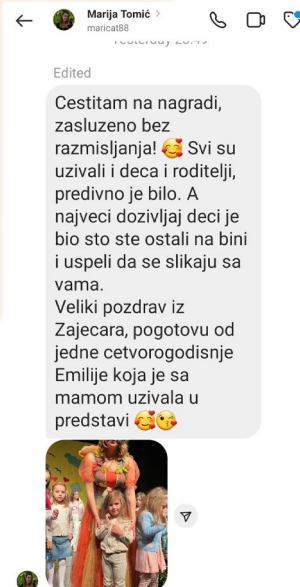 Marija Tomić
maricat88
Edited
Cestitam na nagradi,
zasluzeno bez
razmisljanja! 🥰 Svi su
uzivali i deca i roditelji,
predivno je bilo. A
najveci dozivljaj deci je
bio sto ste ostali na bini
i uspeli da se slikaju sa
vama.
Veliki pozdrav iz
Zajecara, pogotovu od
jedne cetvorogodisnje
Emilije koja je sa
mamom uzivala u
predstavi 🥰😘